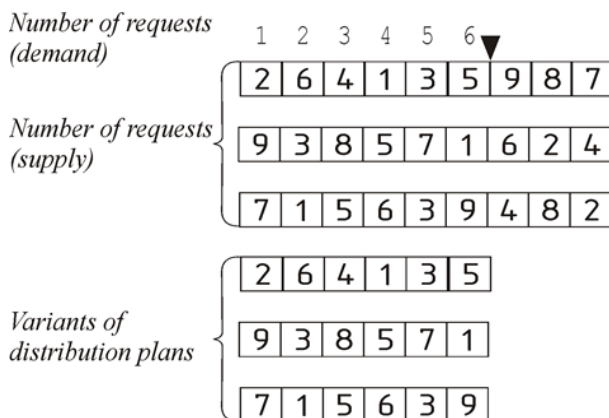 Number of requests
(demand)
1 2 3 4 5 6
2 6 4 1 3 5 9 8 7
Number of requests
(supply)
9 3 8 5 7 1 6 2 4
7 1 5 6 3 9 4 8 2
2 6 4 1 3 5
Variants of
distribution plans
9 3 8 5 7 1
7 1 5 6 3 9